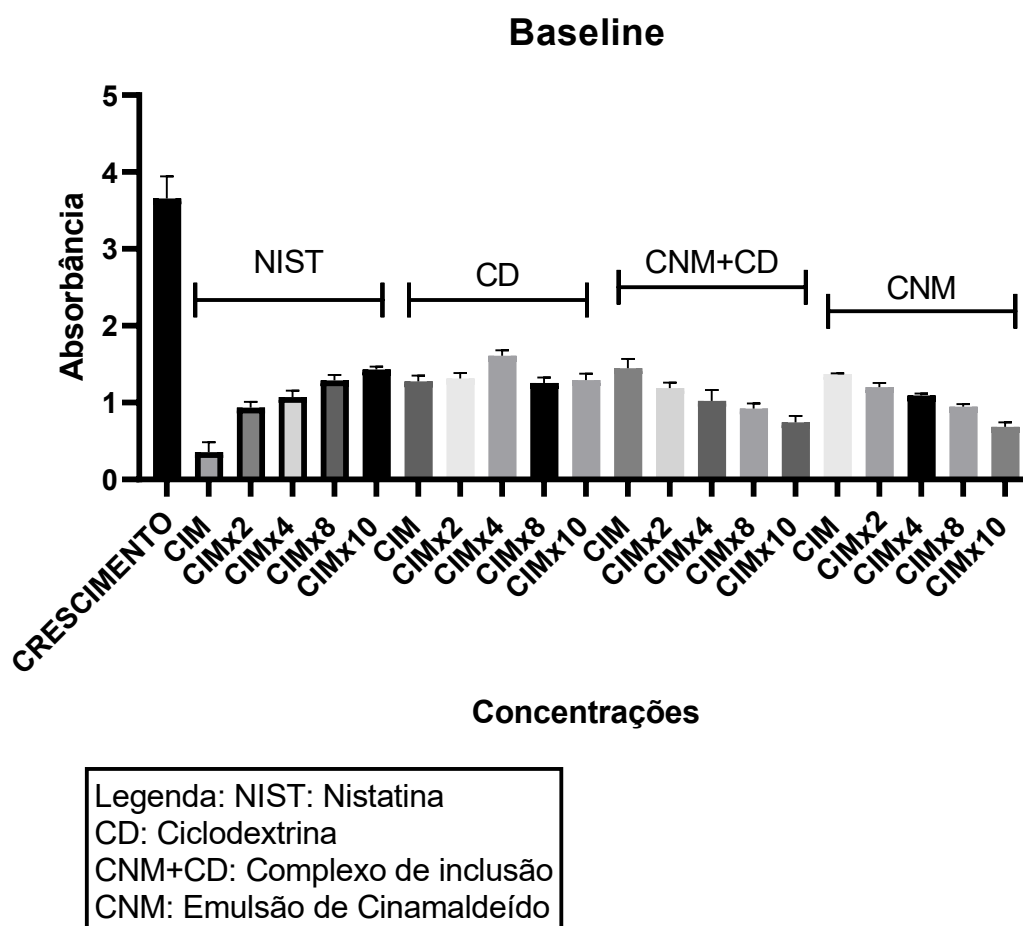 Baseline
5
4
3
2
1
0
Absorbância
NIST
CD
CNM+CD
CNM
CRESCIMENTO
CIM
CIMx2
CIMx4
CIMx8
CIMx10
CIM
CIMx2
CIMx4
CIMx8
CIMx10
CIM
CIMx2
CIMx4
CIMx8
CIMx10
CIM
CIMx2
CIMx4
CIMx8
CIMx10
Concentrações
Legenda: NIST: Nistatina
CD: Ciclodextrina
CNM+CD: Complexo de inclusão
CNM: Emulsão de Cinamaldeído